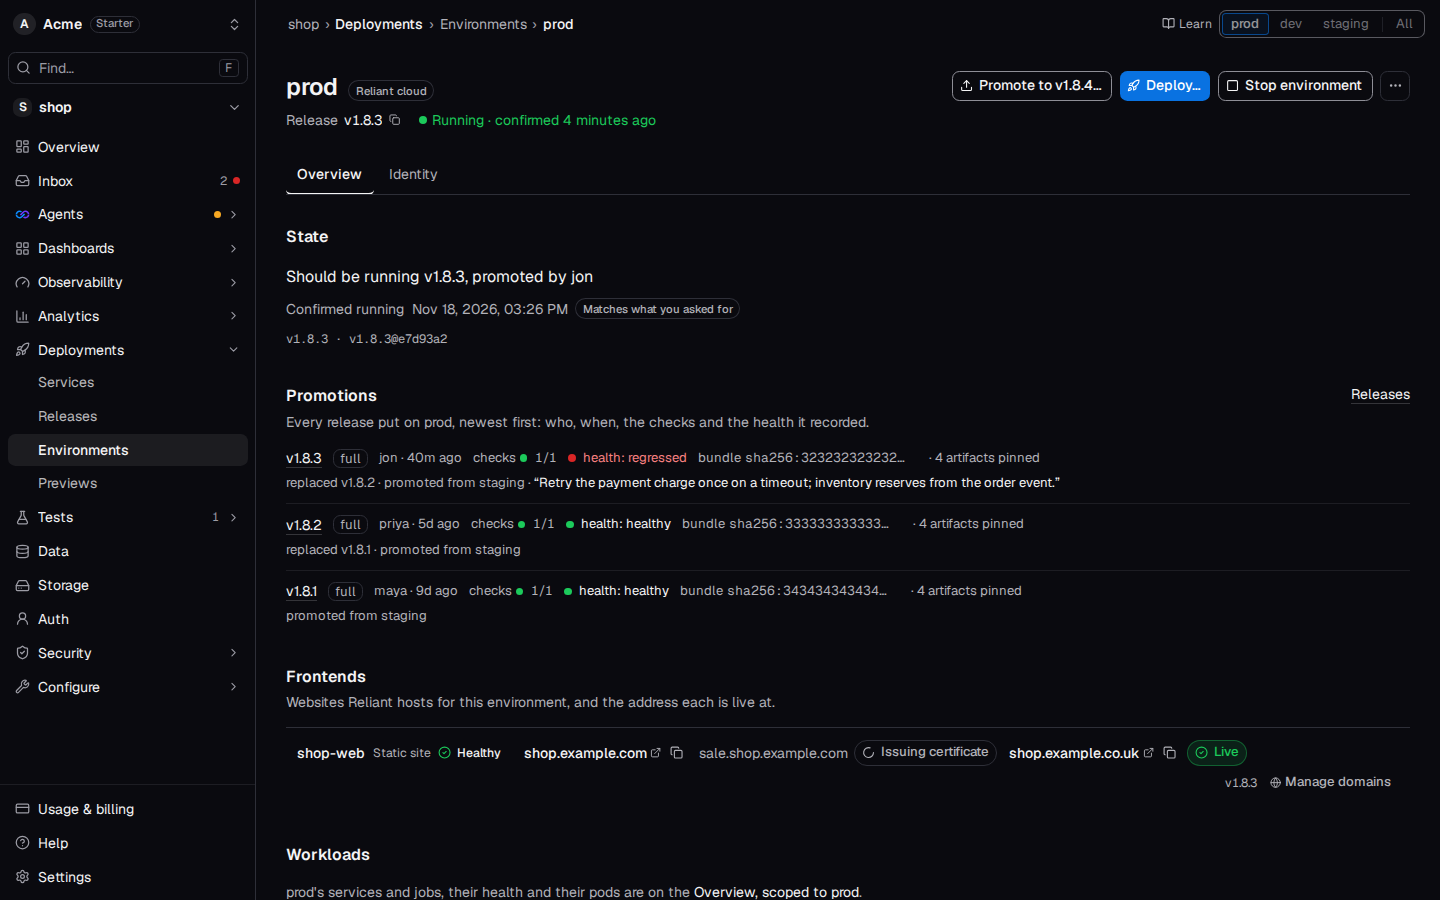 A Acme Starter
shop › Deployments › Environments › prod
Learn prod dev staging All
Find... F
S shop
Overview
Inbox 2
Agents
Dashboards
Observability
Analytics
Deployments
Services
Releases
Environments
Previews
Tests 1
Data
Storage
Auth
Security
Configure
Usage & billing
Help
Settings
prod Reliant cloud
Promote to v1.8.4... Deploy... Stop environment ...
Release v1.8.3 Running · confirmed 4 minutes ago
Overview Identity
State
Should be running v1.8.3, promoted by jon
Confirmed running Nov 18, 2026, 03:26 PM Matches what you asked for
v1.8.3 · v1.8.3@e7d93a2
Promotions Releases
Every release put on prod, newest first: who, when, the checks and the health it recorded.
v1.8.3 full jon · 40m ago checks 1/1 health: regressed bundle sha256:323232323232… · 4 artifacts pinned
replaced v1.8.2 · promoted from staging · “Retry the payment charge once on a timeout; inventory reserves from the order event.”
v1.8.2 full priya · 5d ago checks 1/1 health: healthy bundle sha256:333333333333… · 4 artifacts pinned
replaced v1.8.1 · promoted from staging
v1.8.1 full maya · 9d ago checks 1/1 health: healthy bundle sha256:343434343434… · 4 artifacts pinned
promoted from staging
Frontends
Websites Reliant hosts for this environment, and the address each is live at.
shop-web Static site Healthy shop.example.com sale.shop.example.com Issuing certificate shop.example.co.uk Live
v1.8.3 Manage domains
Workloads
prod's services and jobs, their health and their pods are on the Overview, scoped to prod.